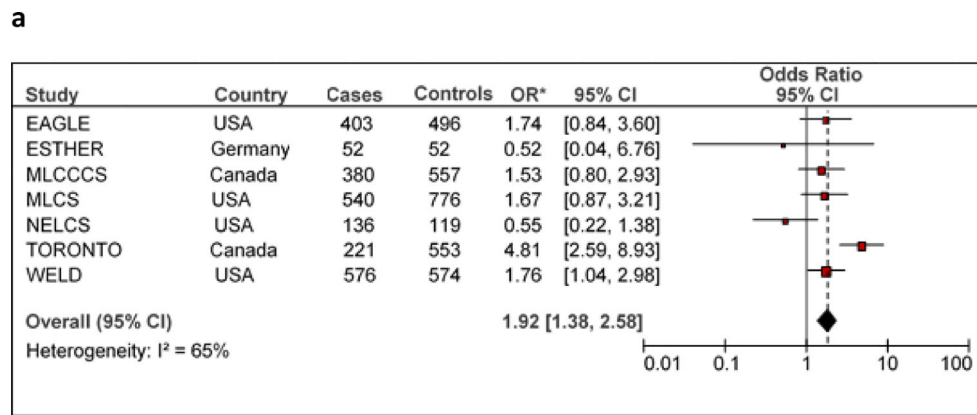 a
Odds Ratio
Study Country Cases Controls OR* 95% CI 95% CI
EAGLE USA 403 496 1.74 [0.84, 3.60]
ESTHER Germany 52 52 0.52 [0.04, 6.76]
MLCCCS Canada 380 557 1.53 [0.80, 2.93]
MLCS USA 540 776 1.67 [0.87, 3.21]
NELCS USA 136 119 0.55 [0.22, 1.38]
TORONTO Canada 221 553 4.81 [2.59, 8.93]
WELD USA 576 574 1.76 [1.04, 2.98]
Overall (95% CI) 1.92 [1.38, 2.58]
Heterogeneity: I² = 65%
0.01 0.1 1 10 100